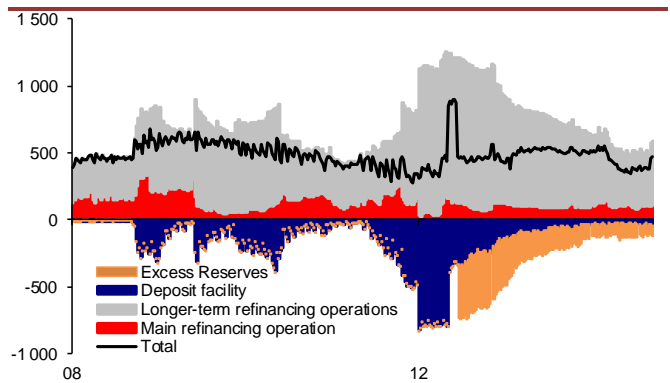 1 500
1 000
500
0
-500
-1 000
Excess Reserves
Deposit facility
Longer-term refinancing operations
Main refinancing operation
Total
08
12